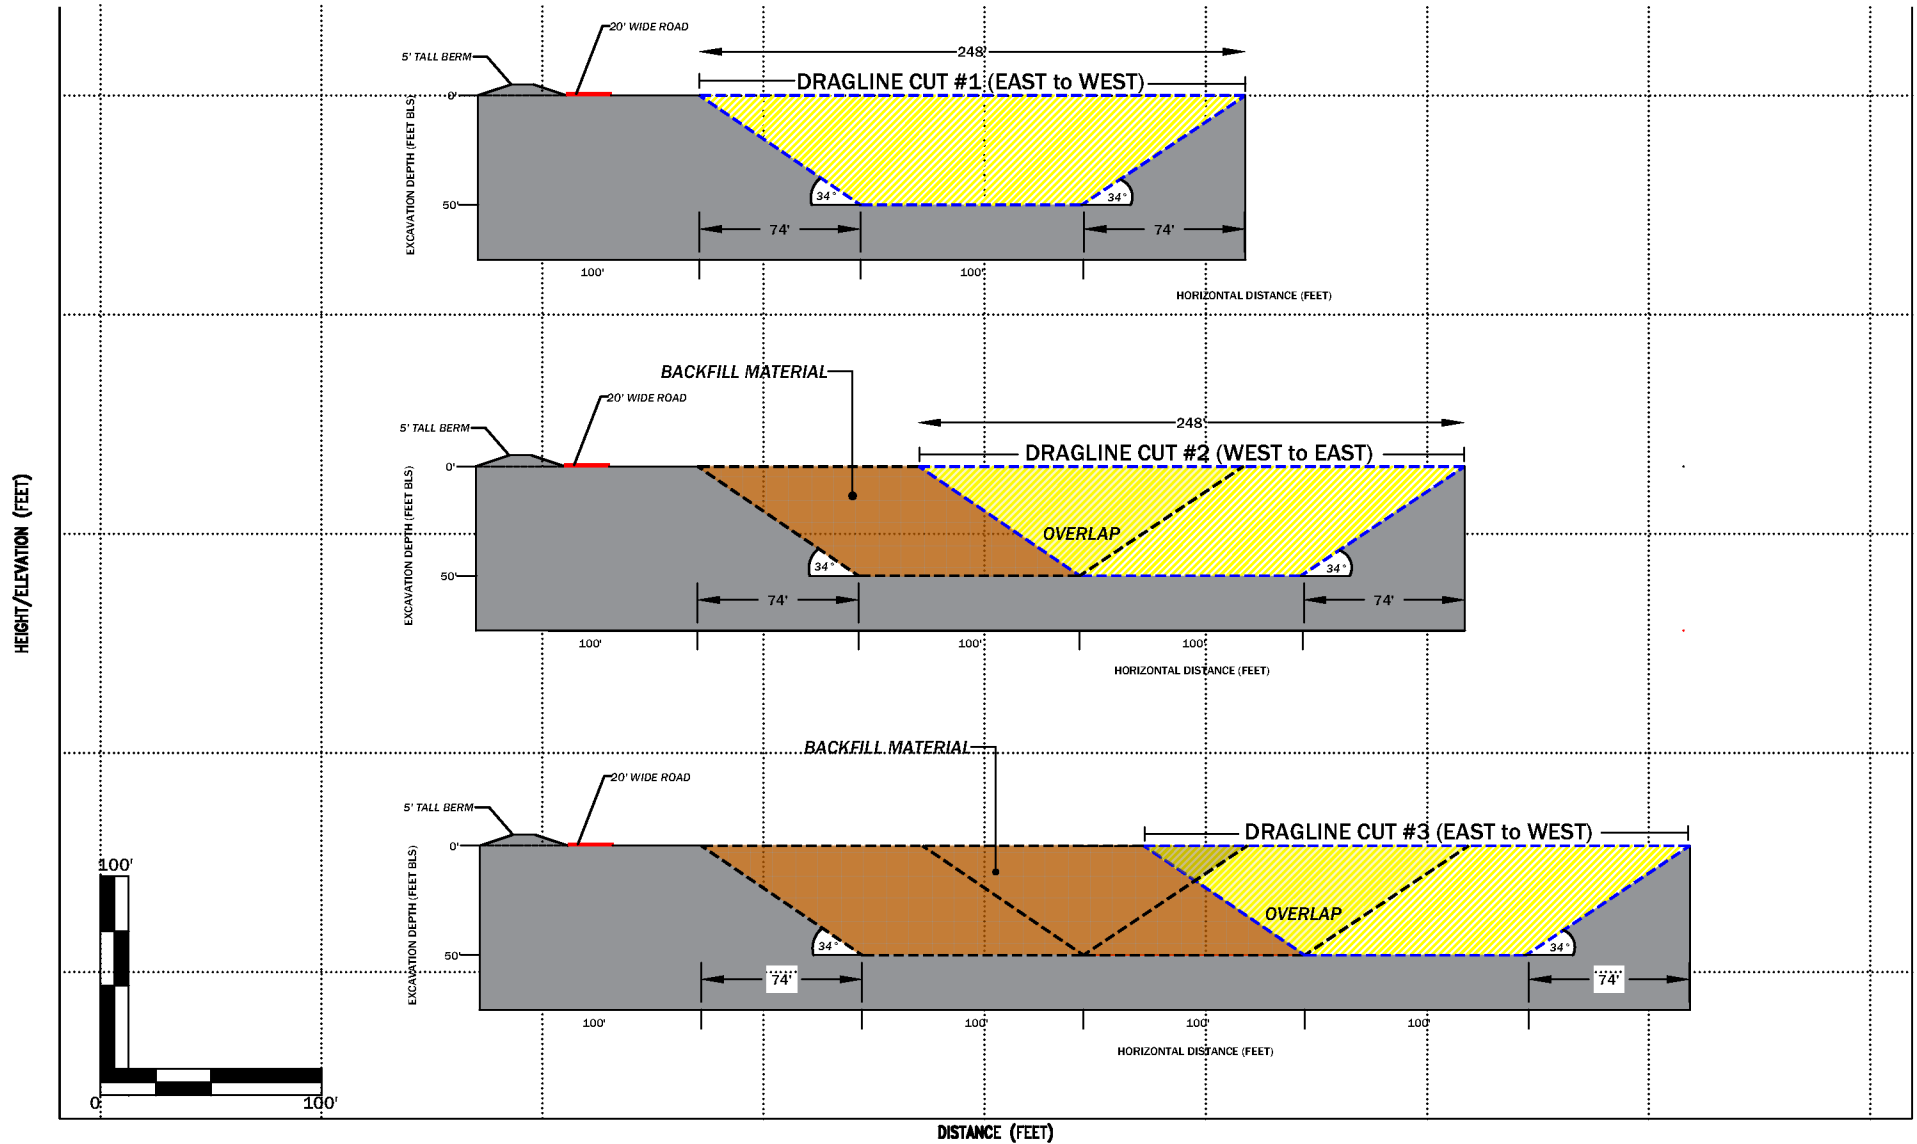 20' WIDE ROAD
5' TALL BERM
248'
DRAGLINE CUT #1 (EAST to WEST)
0'
EXCAVATION DEPTH (FEET BLS)
34°
34°
50'
74'
74'
100'
100'
HORIZONTAL DISTANCE (FEET)
BACKFILL MATERIAL
20' WIDE ROAD
5' TALL BERM
248'
DRAGLINE CUT #2 (WEST to EAST)
0'
EXCAVATION DEPTH (FEET BLS)
OVERLAP
34°
34°
50'
74'
74'
100'
100'
100'
HORIZONTAL DISTANCE (FEET)
HEIGHT/ELEVATION (FEET)
BACKFILL MATERIAL
20' WIDE ROAD
5' TALL BERM
DRAGLINE CUT #3 (EAST to WEST)
0'
EXCAVATION DEPTH (FEET BLS)
OVERLAP
34°
34°
50'
74'
74'
100'
100'
100'
100'
HORIZONTAL DISTANCE (FEET)
100'
0
100'
DISTANCE (FEET)